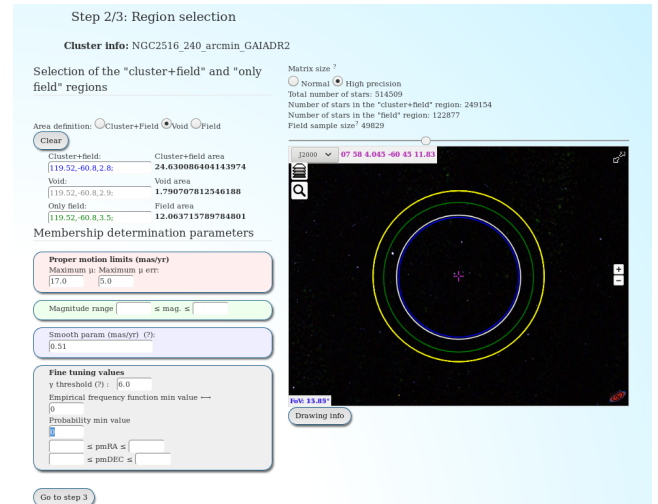 Step 2/3: Region selection
Cluster info: NGC2516_240_arcmin_GAIADR2
Selection of the "cluster+field" and "only
field" regions
Area definition: Cluster+Field Void Field
Clear
Cluster+field: Cluster+field area
119.52,-60.8,2.8; 24.630086404143974
Void: Void area
119.52,-60.8,2.9; 1.790707812546188
Only field: Field area
119.52,-60.8,3.5; 12.063715789784801
Membership determination parameters
Proper motion limits (mas/yr)
Maximum μ: Maximum μ err:
17.0 5.0
Magnitude range ≤ mag. ≤
Smooth param (mas/yr) (?):
0.51
Fine tuning values
γ threshold (?) : 6.0
Empirical frequency function min value ⟷
0
Probability min value
0
≤ pmRA ≤
≤ pmDEC ≤
Go to step 3
Matrix size ?
Normal High precision
Total number of stars: 514509
Number of stars in the "cluster+field" region: 249154
Number of stars in the "field" region: 122877
Field sample size? 49829
J2000 07 58 4.045 -60 45 11.83
+
−
FoV: 15.85°
Drawing info